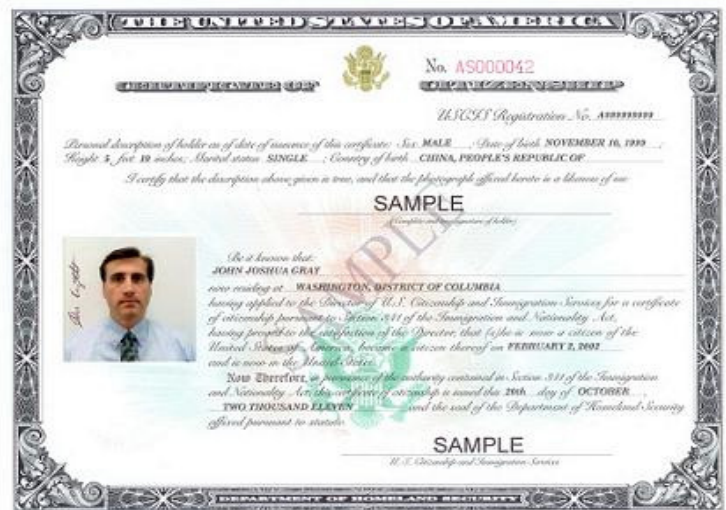 THE UNITED STATES OF AMERICA
No. AS000042
CERTIFICATE OF CITIZENSHIP
USCIS Registration No. A999999999
Personal description of holder as of date of issuance of this certificate: Sex MALE ; Date of birth NOVEMBER 10, 1999 ;
Height 5 feet 10 inches; Marital status SINGLE ; Country of birth CHINA, PEOPLE'S REPUBLIC OF
I certify that the description above given is true, and that the photograph affixed hereto is a likeness of me
SAMPLE
(Complete and true signature of holder)
SAMPLE
Be it known that:
JOHN JOSHUA GRAY
now residing at WASHINGTON, DISTRICT OF COLUMBIA
having applied to the Director of U.S. Citizenship and Immigration Services for a certificate
of citizenship pursuant to Section 341 of the Immigration and Nationality Act,
having proved to the satisfaction of the Director, that (s)he is now a citizen of the
United States of America, became a citizen thereof on FEBRUARY 2, 2002
and is now in the United States.
Now Therefore, in pursuance of the authority contained in Section 341 of the Immigration
and Nationality Act, this certificate of citizenship is issued this 20th day of OCTOBER ,
TWO THOUSAND ELEVEN and the seal of the Department of Homeland Security
affixed pursuant to statute.
SAMPLE
U. S. Citizenship and Immigration Services
DEPARTMENT OF HOMELAND SECURITY